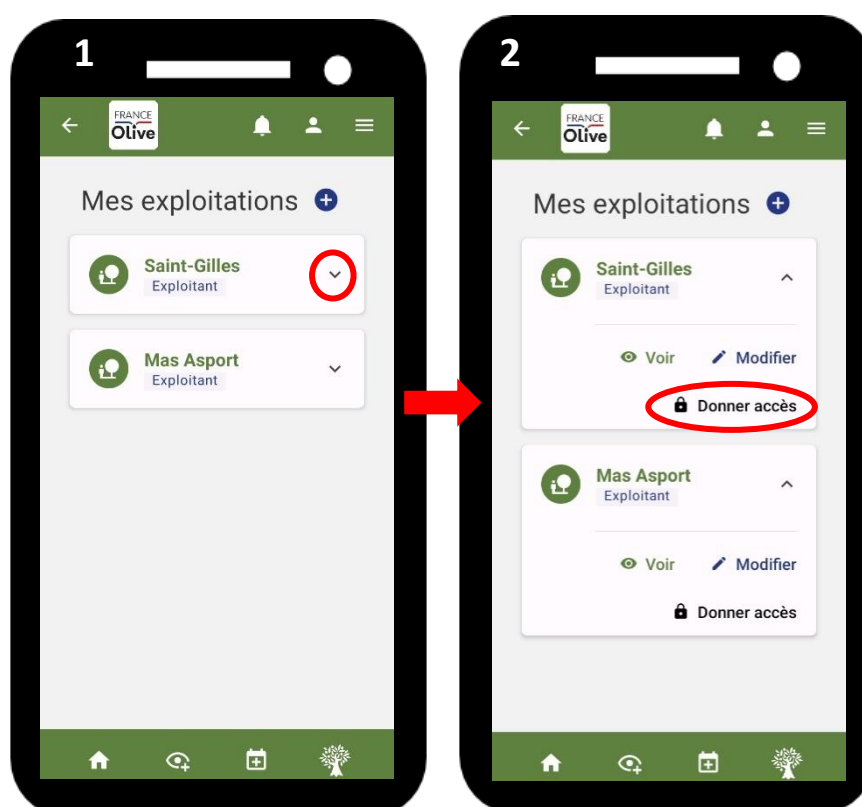 1
FRANCE
Olive
Mes exploitations
Saint-Gilles
Exploitant
Mas Asport
Exploitant
2
FRANCE
Olive
Mes exploitations
Saint-Gilles
Exploitant
Voir Modifier
Donner accès
Mas Asport
Exploitant
Voir Modifier
Donner accès